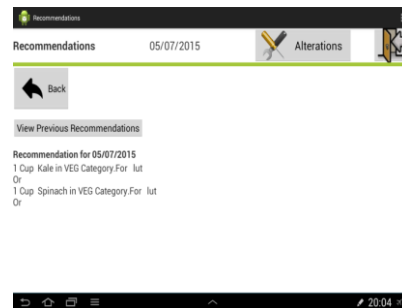 Recommendations
Recommendations 05/07/2015 Alterations
Back
View Previous Recommendations
Recommendation for 05/07/2015
1 Cup Kale in VEG Category.For lut
Or
1 Cup Spinach in VEG Category.For lut
Or
20:04